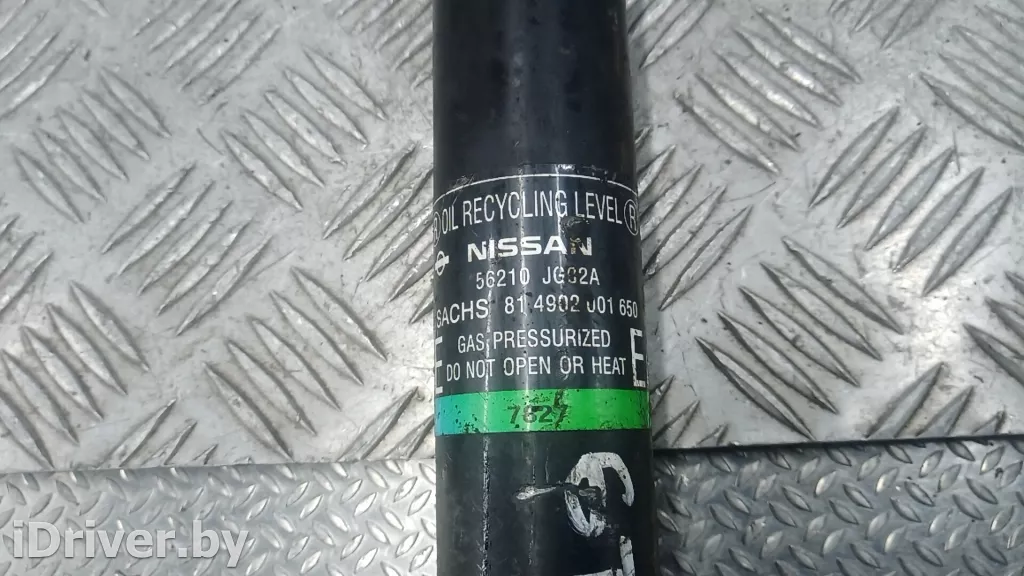 OIL RECYCLING LEVEL
NISSAN
56210 JG02A
SACHS 81 4902 001 650
GAS PRESSURIZED
E DO NOT OPEN OR HEAT E
7827
iDriver.by